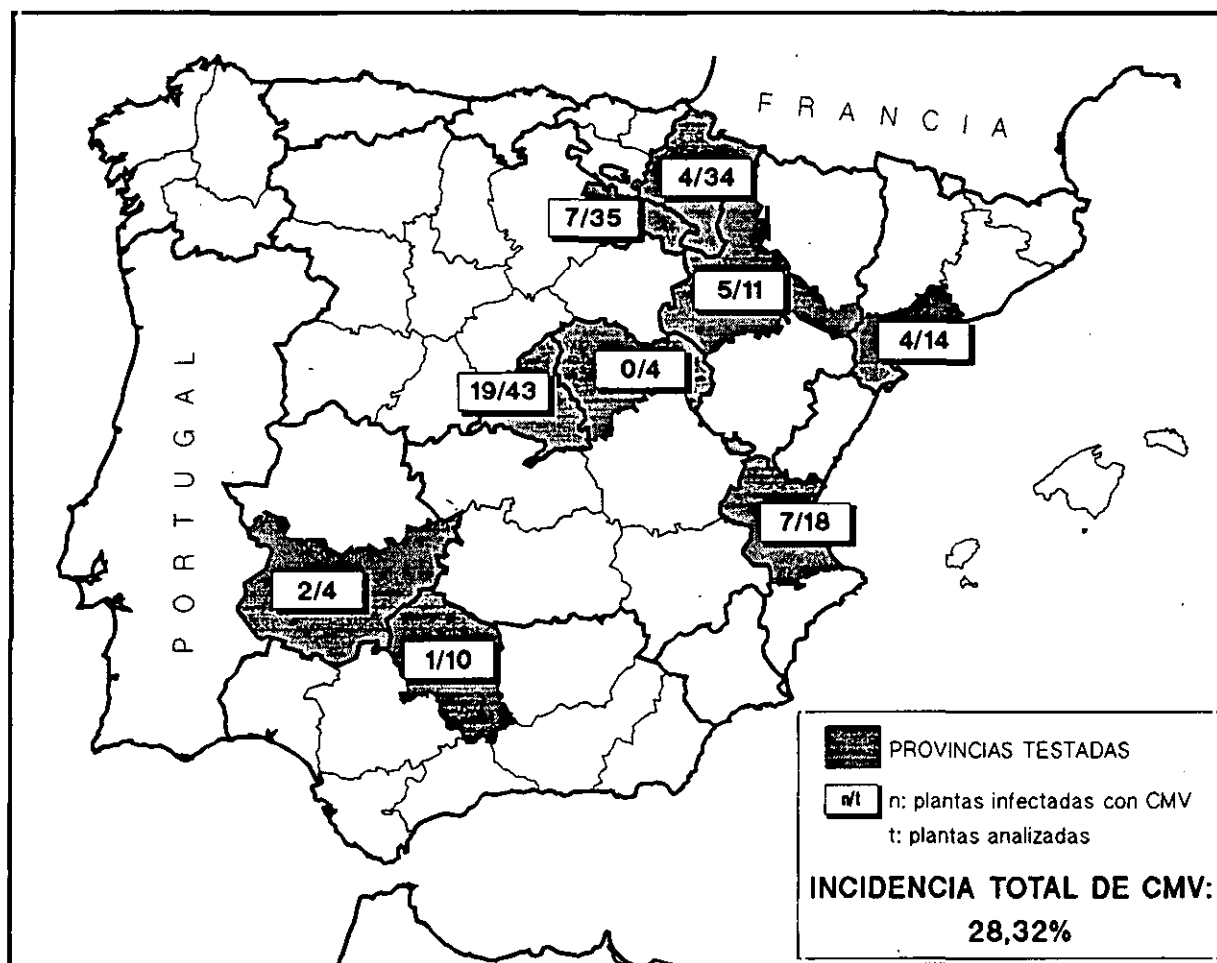 FRANCIA
4/34
7/35
5/11
4/14
0/4
19/43
7/18
PORTUGAL
2/4
1/10
PROVINCIAS TESTADAS
n/t n: plantas infectadas con CMV
t: plantas analizadas
INCIDENCIA TOTAL DE CMV:
28,32%